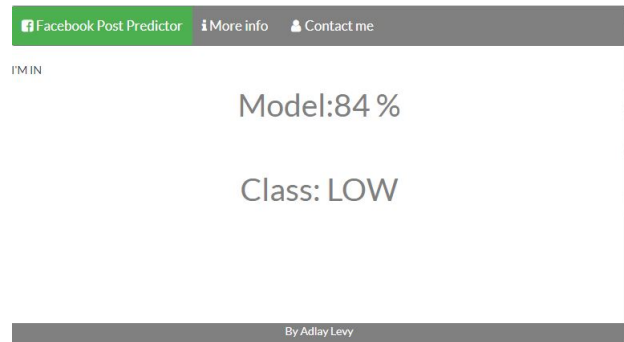 Facebook Post Predictor More info Contact me
I'M IN
Model:84 %
Class: LOW
By Adlay Levy